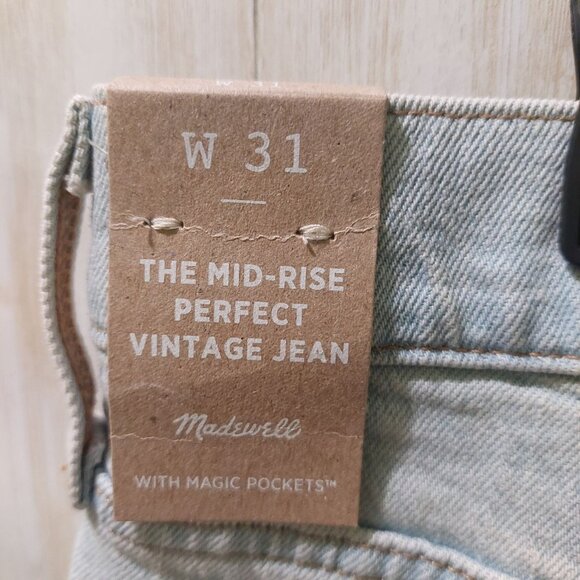 W 31
THE MID-RISE
PERFECT
VINTAGE JEAN
Madewell
WITH MAGIC POCKETS™